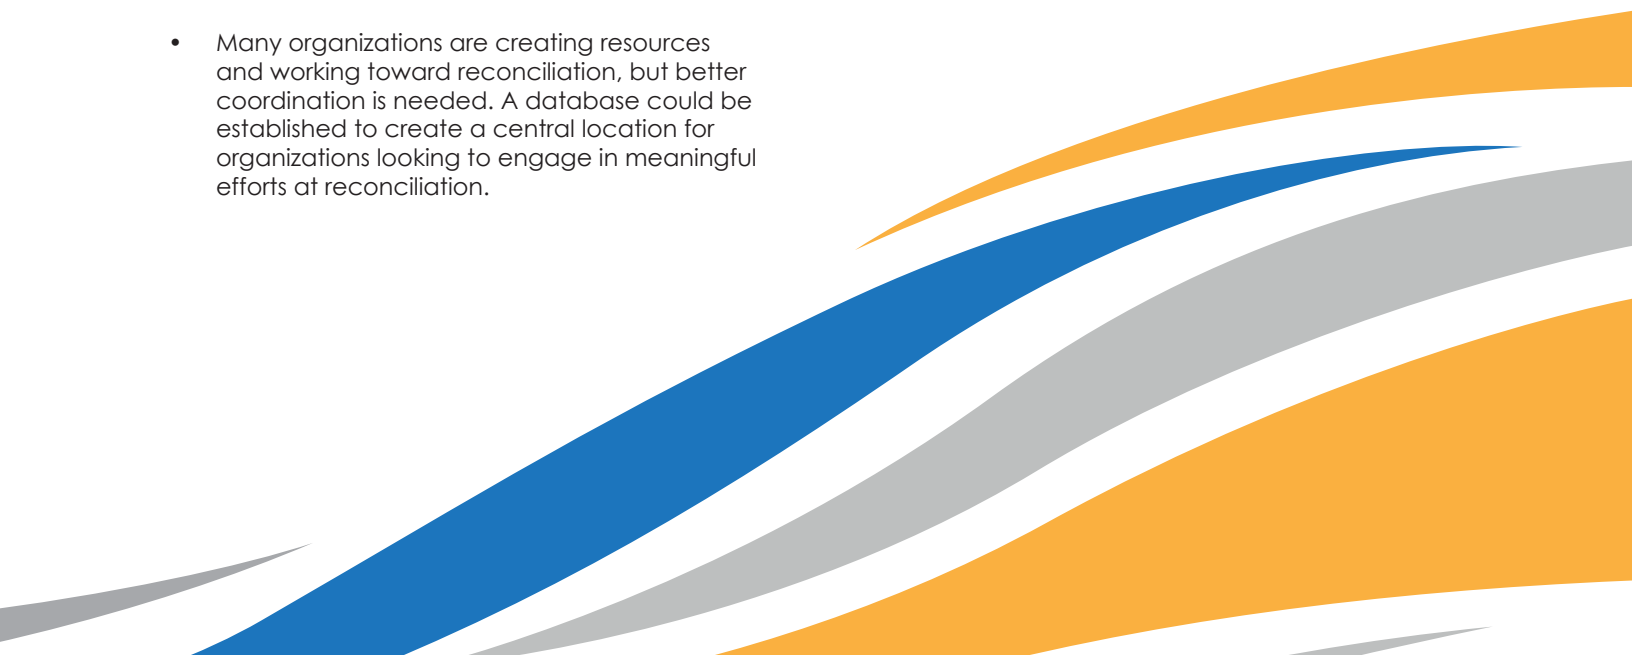 • Many organizations are creating resources
and working toward reconciliation, but better
coordination is needed. A database could be
established to create a central location for
organizations looking to engage in meaningful
efforts at reconciliation.